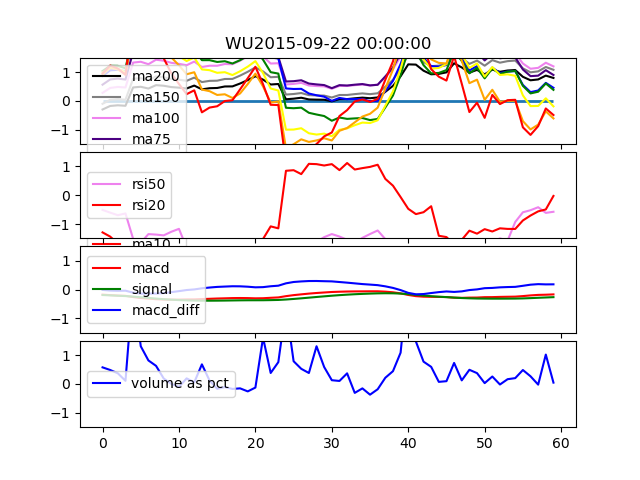 WU2015-09-22 00:00:00
1
0
−1
ma200
ma150
ma100
ma75
1
0
−1
rsi50
rsi20
ma10
1
0
−1
macd
signal
macd_diff
1
0
−1
volume as pct
0 10 20 30 40 50 60